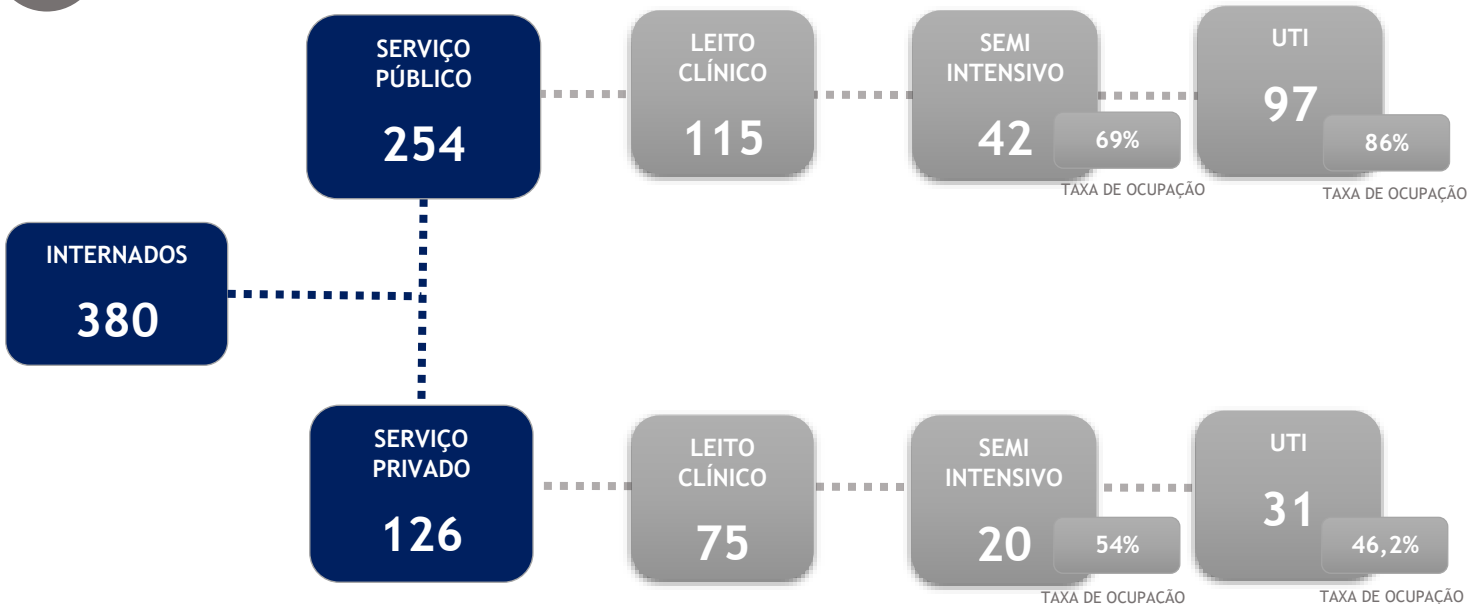 INTERNADOS
380
SERVIÇO
PÚBLICO
254
LEITO
CLÍNICO
115
SEMI
INTENSIVO
42
69%
TAXA DE OCUPAÇÃO
UTI
97
86%
TAXA DE OCUPAÇÃO
SERVIÇO
PRIVADO
126
LEITO
CLÍNICO
75
SEMI
INTENSIVO
20
54%
TAXA DE OCUPAÇÃO
UTI
31
46,2%
TAXA DE OCUPAÇÃO